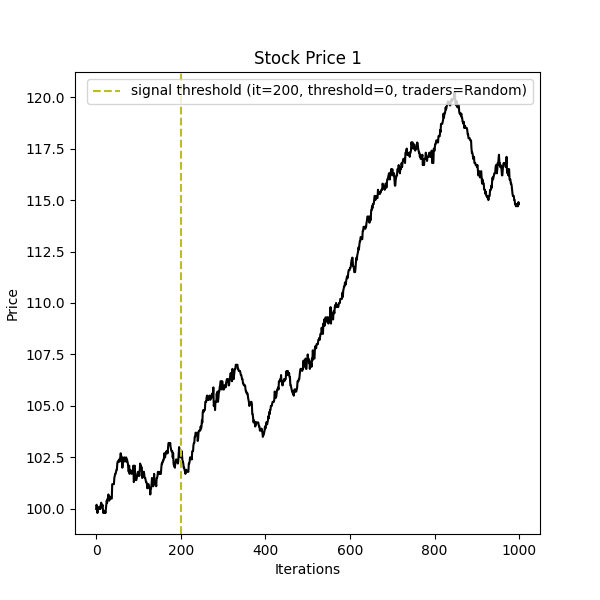 Stock Price 1
signal threshold (it=200, threshold=0, traders=Random)
120.0
117.5
115.0
112.5
110.0
107.5
105.0
102.5
100.0
Price
0 200 400 600 800 1000
Iterations